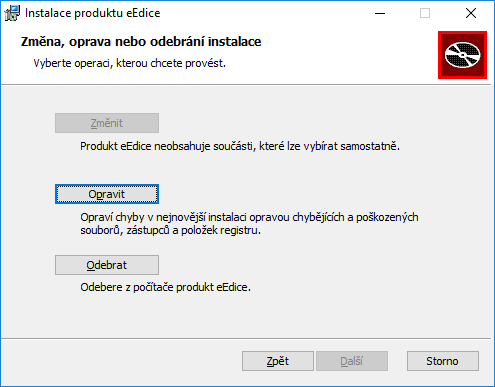 Instalace produktu eEdice
Změna, oprava nebo odebrání instalace
Vyberte operaci, kterou chcete provést.
Změnit
Produkt eEdice neobsahuje součásti, které lze vybírat samostatně.
Opravit
Opraví chyby v nejnovější instalaci opravou chybějících a poškozených
souborů, zástupců a položek registru.
Odebrat
Odebere z počítače produkt eEdice.
Zpět
Další
Storno